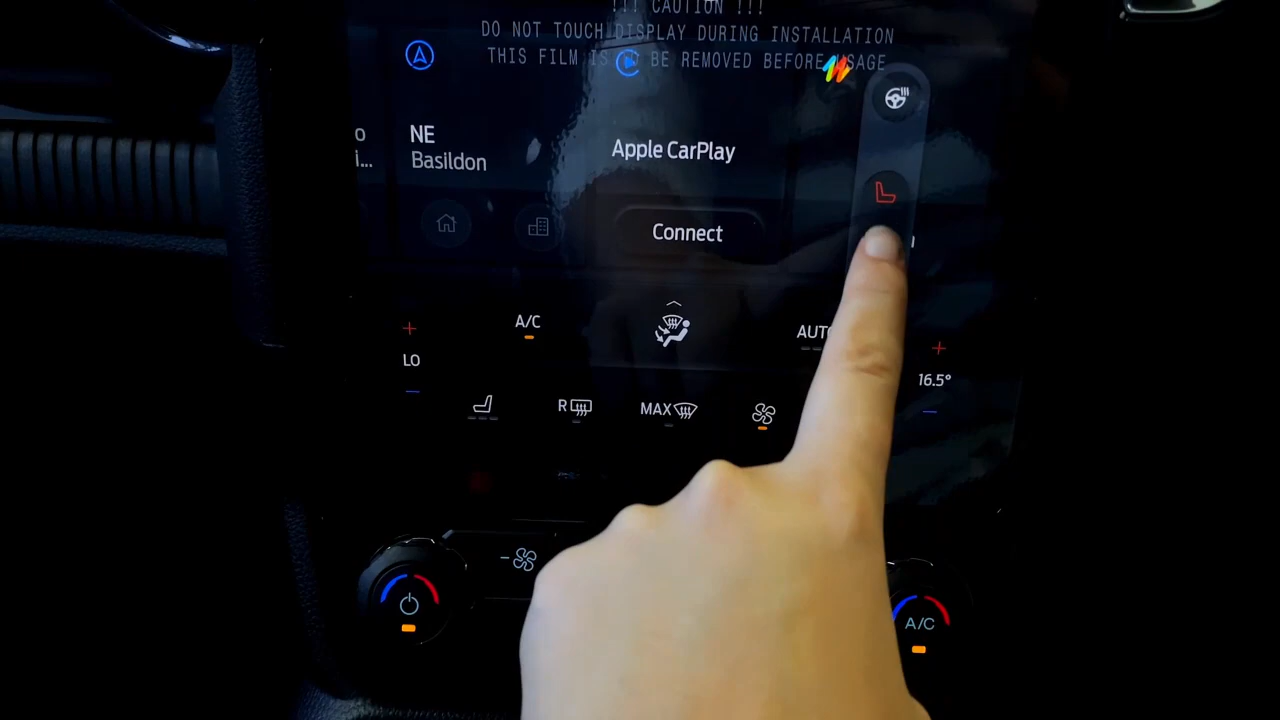 !!! CAUTION !!!
DO NOT TOUCH DISPLAY DURING INSTALLATION
THIS FILM IS TO BE REMOVED BEFORE USAGE
NE
Basildon
Apple CarPlay
Connect
A/C
AUTO
LO
16.5°
R
MAX
A/C